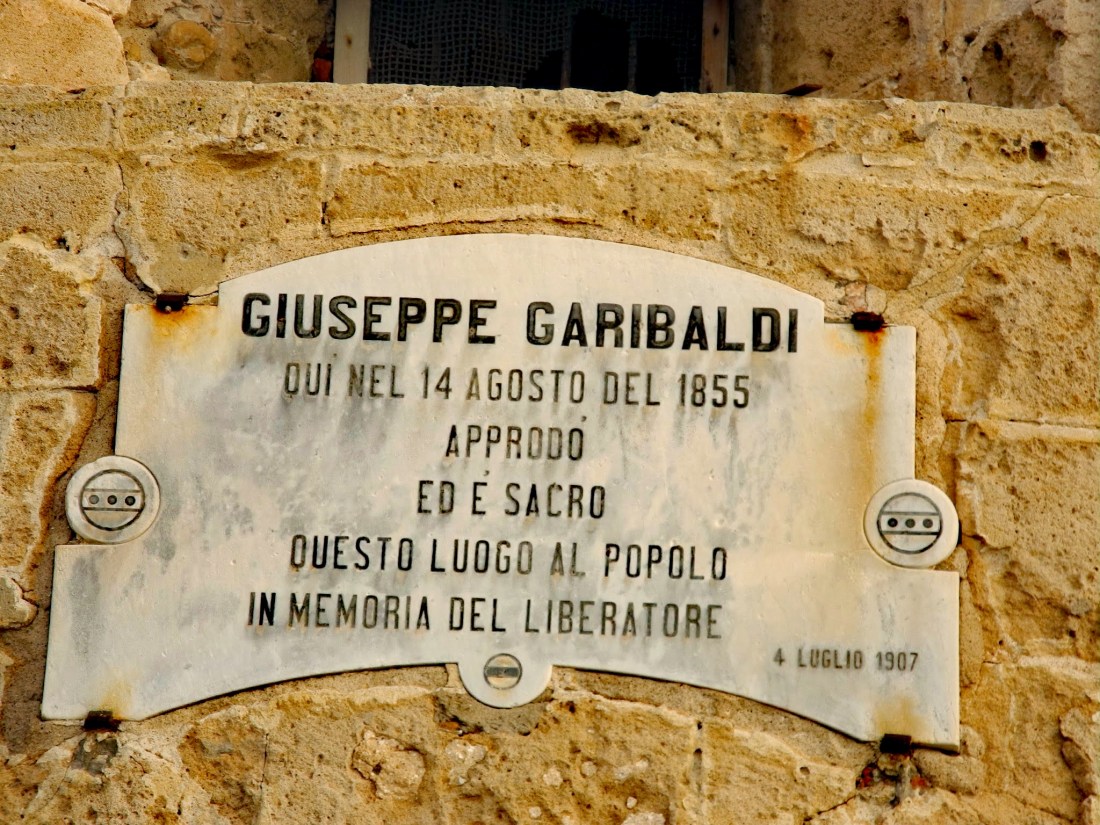 GIUSEPPE GARIBALDI
QUI NEL 14 AGOSTO DEL 1855
APPRODÓ
ED É SACRO
QUESTO LUOGO AL POPOLO
IN MEMORIA DEL LIBERATORE
4 LUGLIO 1907